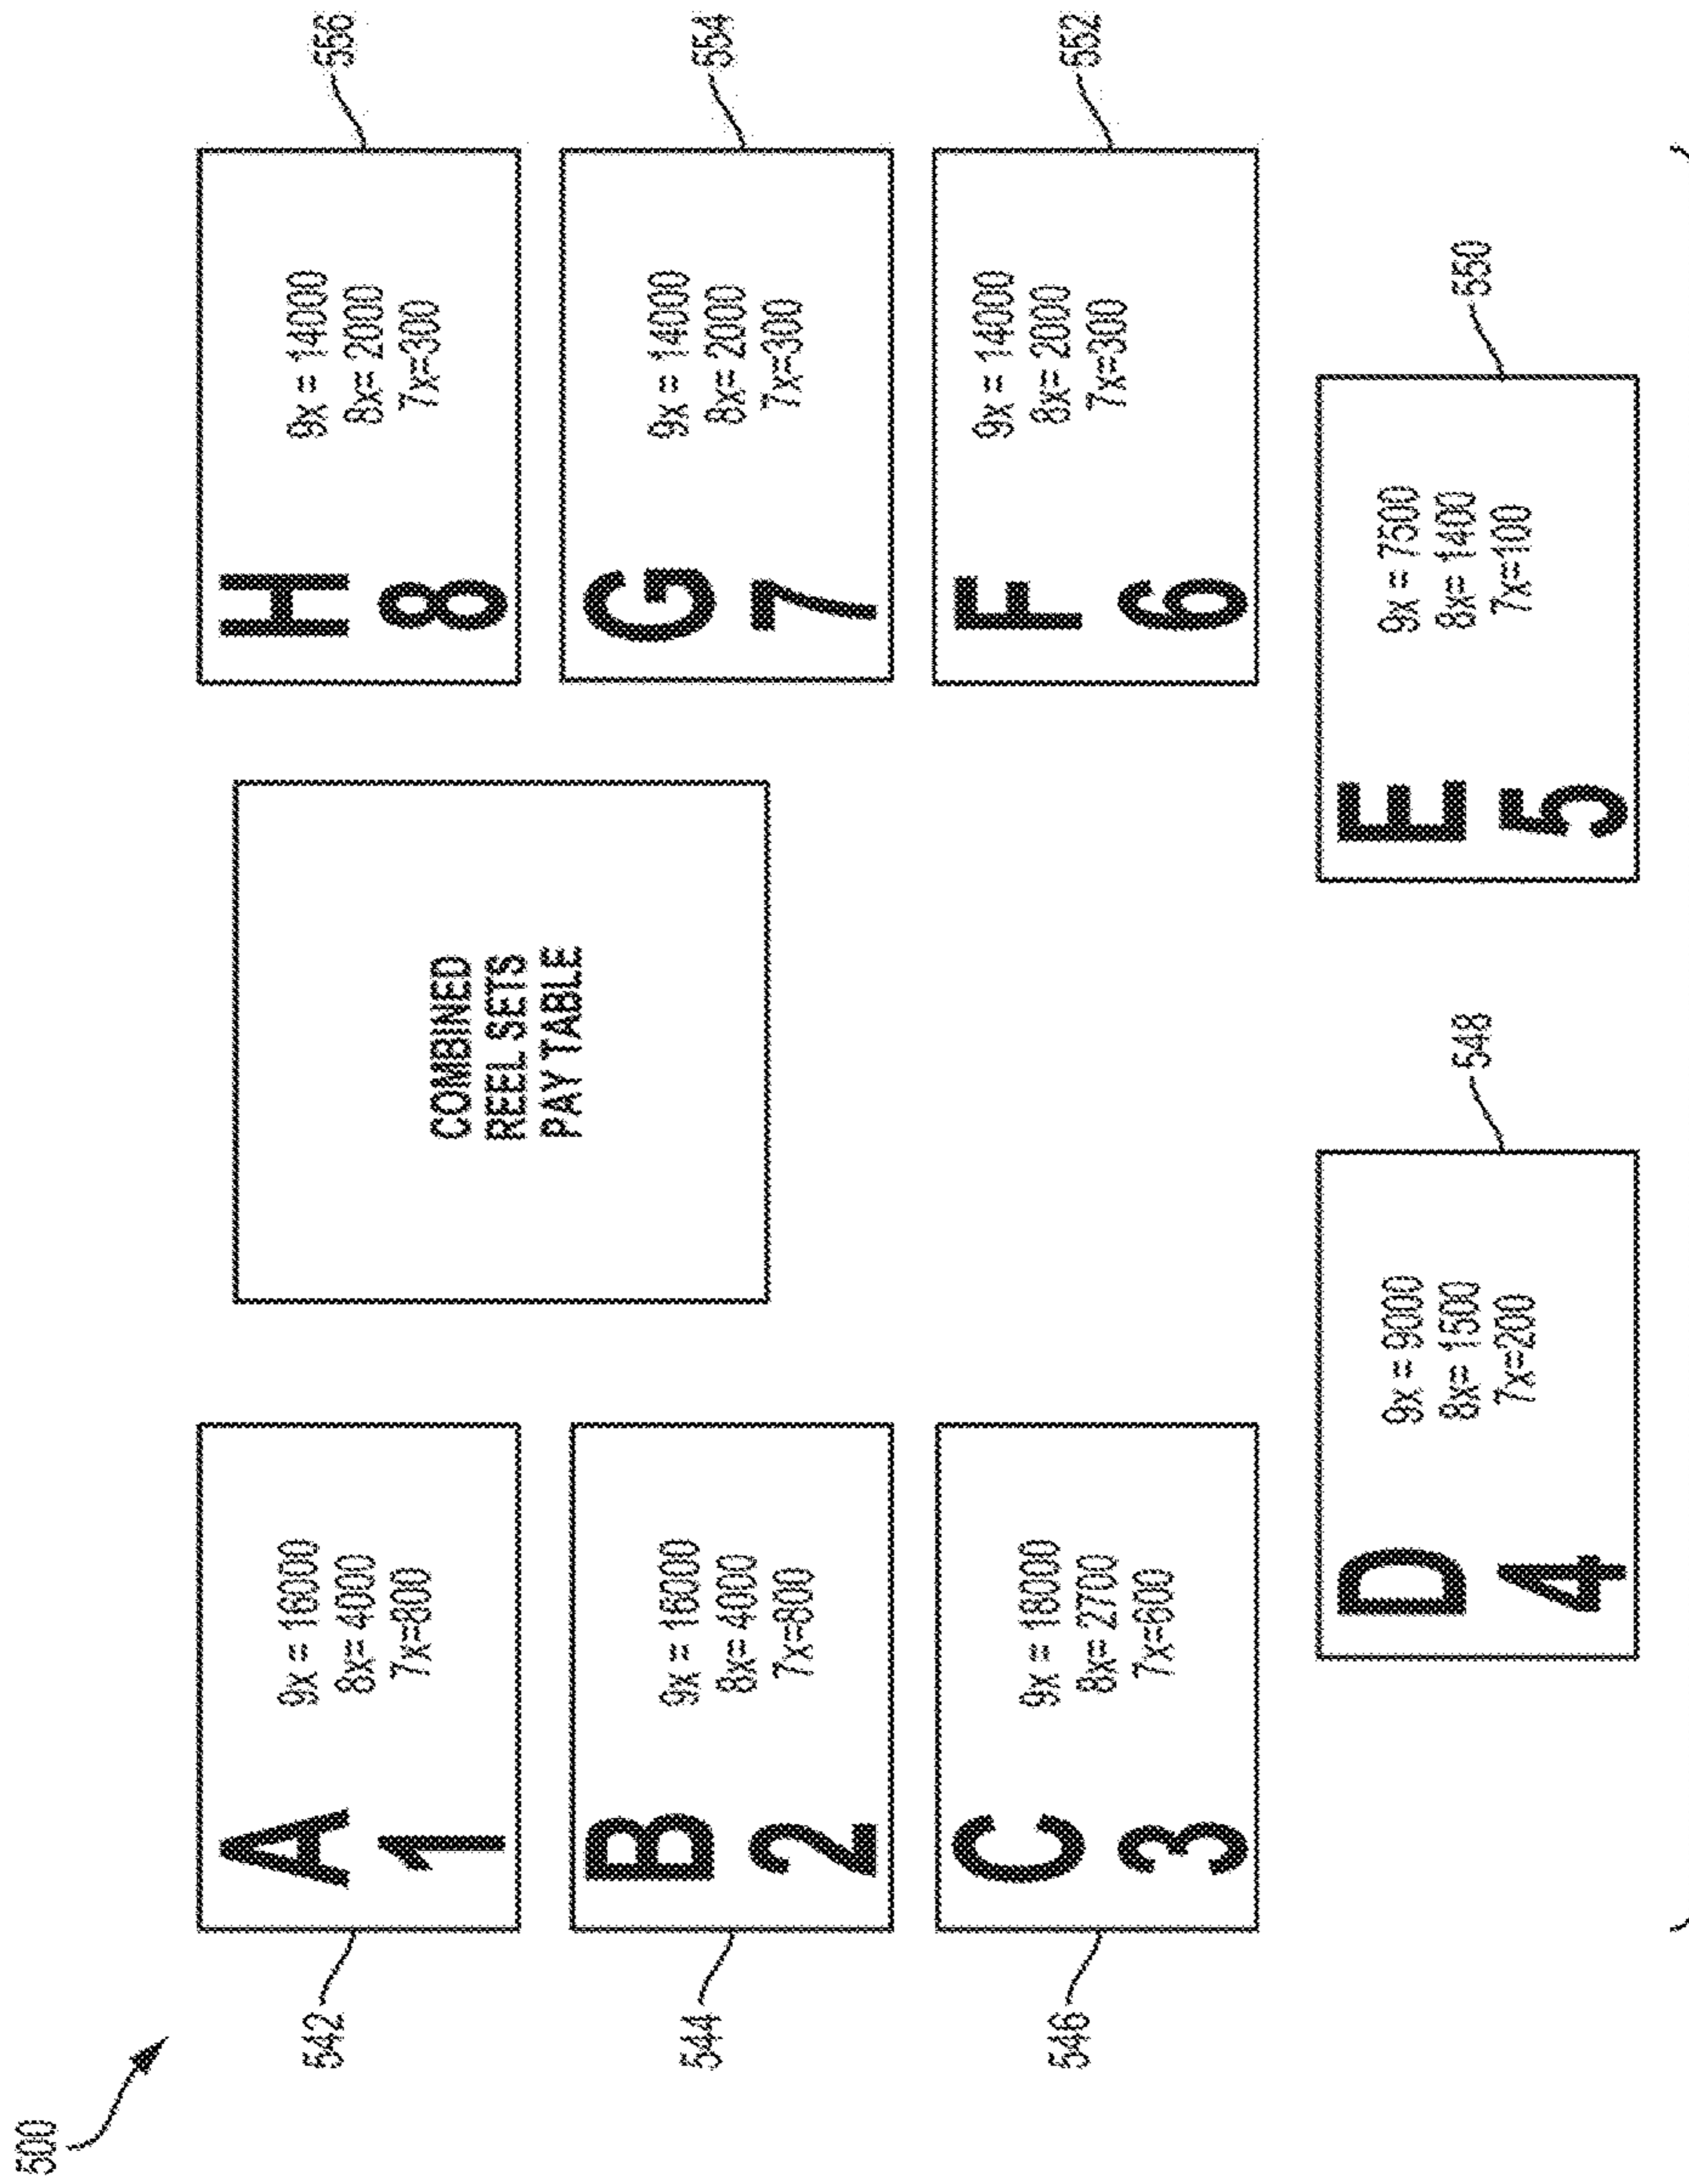 500
542
A
1
9x = 16000
8x= 4000
7x=800
COMBINED
REEL SETS
PAY TABLE
H
8
9x = 14000
8x= 2000
7x=300
556
544
B
2
9x = 16000
8x= 4000
7x=800
G
7
9x = 14000
8x= 2000
7x=300
554
546
C
3
9x =
8x= 2700
7x=600
F
6
9x = 14000
8x= 2000
7x=300
552
D
4
9x = 9000
8x= 1500
7x=200
548
E
5
9x = 7500
8x= 1400
7x=100
550